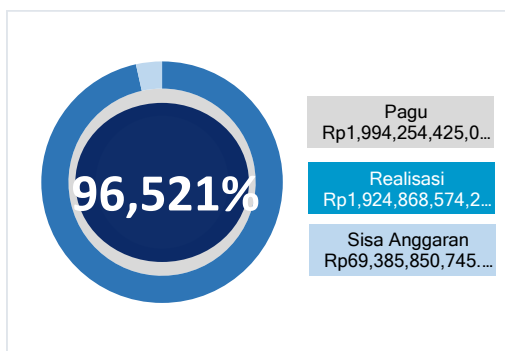 96,521%
Pagu
Rp1,994,254,425,0...
Realisasi
Rp1,924,868,574,2...
Sisa Anggaran
Rp69,385,850,745....